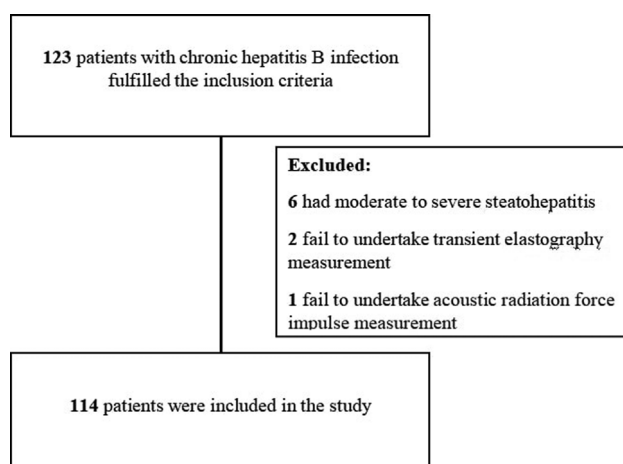 123 patients with chronic hepatitis B infection
fulfilled the inclusion criteria
Excluded:
6 had moderate to severe steatohepatitis
2 fail to undertake transient elastography
measurement
1 fail to undertake acoustic radiation force
impulse measurement
114 patients were included in the study